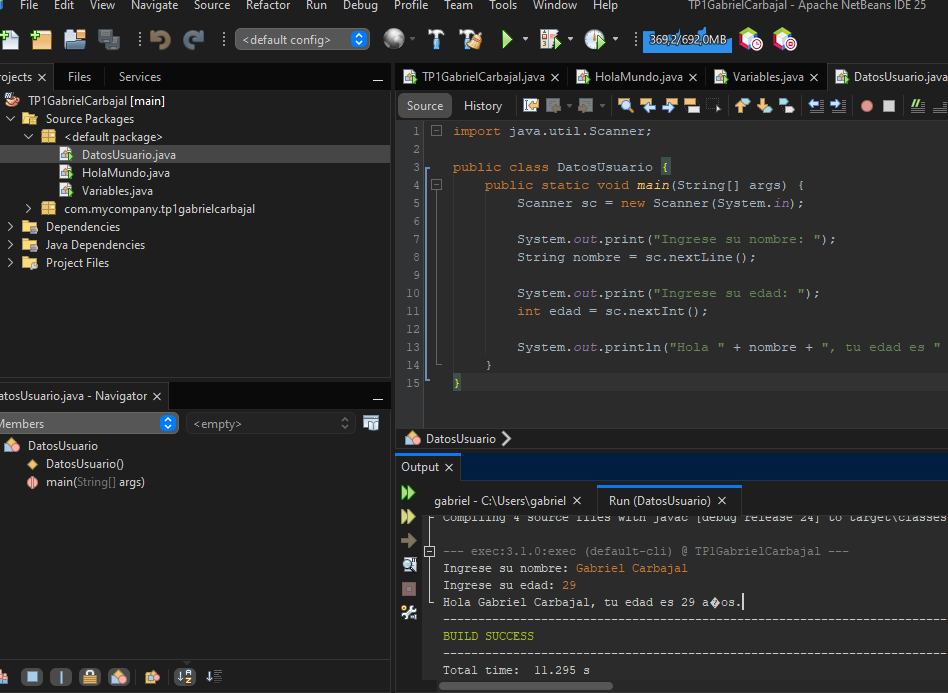 File Edit View Navigate Source Refactor Run Debug Profile Team Tools Window Help TP1GabrielCarbajal - Apache NetBeans IDE 25
<default config> 369,2/692,0MB
rojects Files Services
TP1GabrielCarbajal.java HolaMundo.java Variables.java DatosUsuario.java
TP1GabrielCarbajal [main]
Source Packages
<default package>
DatosUsuario.java
HolaMundo.java
Variables.java
com.mycompany.tp1gabrielcarbajal
Dependencies
Java Dependencies
Project Files
Source History
1 import java.util.Scanner;
2
3 public class DatosUsuario {
4 public static void main(String[] args) {
5 Scanner sc = new Scanner(System.in);
6
7 System.out.print("Ingrese su nombre: ");
8 String nombre = sc.nextLine();
9
10 System.out.print("Ingrese su edad: ");
11 int edad = sc.nextInt();
12
13 System.out.println("Hola " + nombre + ", tu edad es "
14 }
15 }
DatosUsuario
atosUsuario.java - Navigator
Members <empty>
DatosUsuario
DatosUsuario()
main(String[] args)
Output
gabriel - C:\Users\gabriel Run (DatosUsuario)
Compiling 4 source files with javac [debug release 24] to target\classes
--- exec:3.1.0:exec (default-cli) @ TP1GabrielCarbajal ---
Ingrese su nombre: Gabriel Carbajal
Ingrese su edad: 29
Hola Gabriel Carbajal, tu edad es 29 a�os.
------------------------------------------------------------------------
BUILD SUCCESS
------------------------------------------------------------------------
Total time: 11.295 s